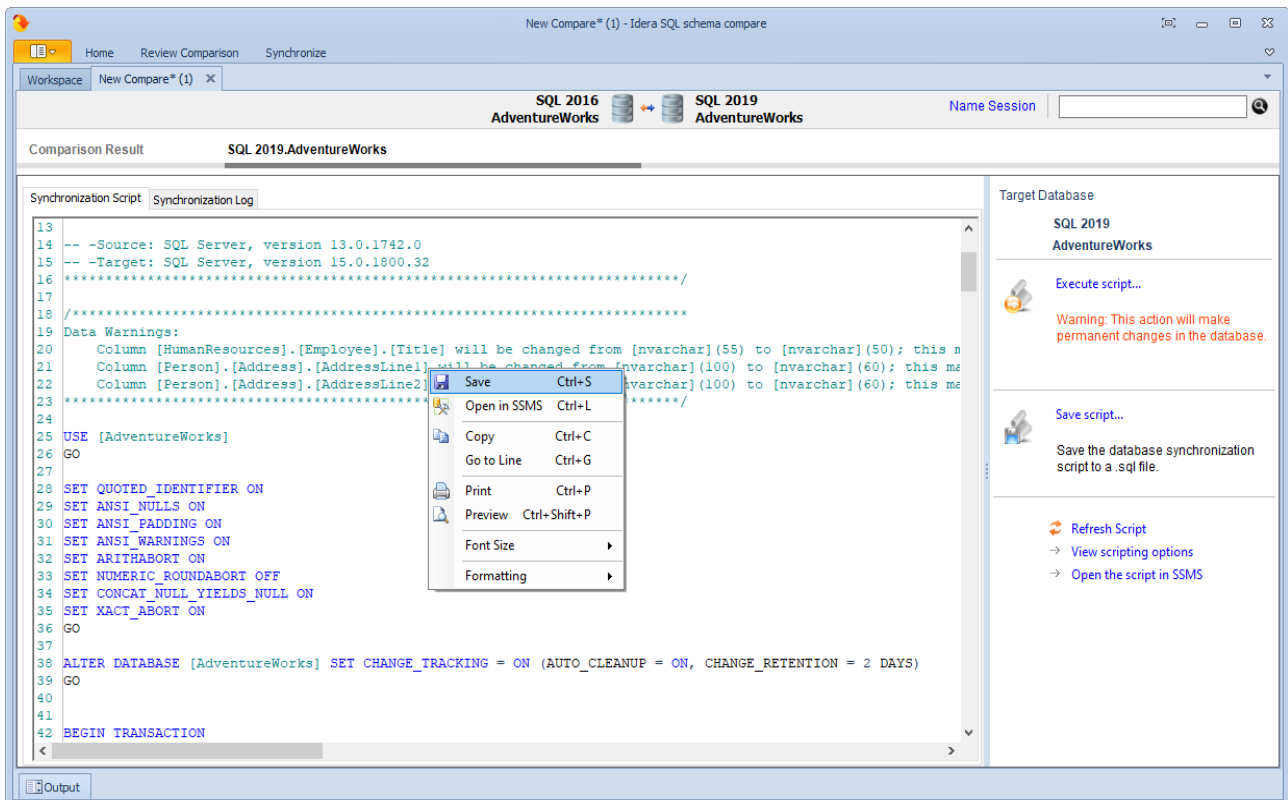 New Compare* (1) - Idera SQL schema compare
Home Review Comparison Synchronize
Workspace New Compare* (1)
SQL 2016 SQL 2019
AdventureWorks AdventureWorks
Name Session
Comparison Result SQL 2019.AdventureWorks
Synchronization Script Synchronization Log
13
14 -- -Source: SQL Server, version 13.0.1742.0
15 -- -Target: SQL Server, version 15.0.1800.32
16 **************************************************************************/
17
18 /**************************************************************************
19 Data Warnings:
20 Column [HumanResources].[Employee].[Title] will be changed from [nvarchar](55) to [nvarchar](50); this m
21 Column [Person].[Address].[AddressLine1] will be changed from [nvarchar](100) to [nvarchar](60); this ma
22 Column [Person].[Address].[AddressLine2] nvarchar](100) to [nvarchar](60); this ma
23 ******************************************** ******/
24
25 USE [AdventureWorks]
26 GO
27
28 SET QUOTED_IDENTIFIER ON
29 SET ANSI_NULLS ON
30 SET ANSI_PADDING ON
31 SET ANSI_WARNINGS ON
32 SET ARITHABORT ON
33 SET NUMERIC_ROUNDABORT OFF
34 SET CONCAT_NULL_YIELDS_NULL ON
35 SET XACT_ABORT ON
36 GO
37
38 ALTER DATABASE [AdventureWorks] SET CHANGE_TRACKING = ON (AUTO_CLEANUP = ON, CHANGE_RETENTION = 2 DAYS)
39 GO
40
41
42 BEGIN TRANSACTION
Save Ctrl+S
Open in SSMS Ctrl+L
Copy Ctrl+C
Go to Line Ctrl+G
Print Ctrl+P
Preview Ctrl+Shift+P
Font Size
Formatting
Target Database
SQL 2019
AdventureWorks
Execute script...
Warning: This action will make
permanent changes in the database.
Save script...
Save the database synchronization
script to a .sql file.
Refresh Script
View scripting options
Open the script in SSMS
Output